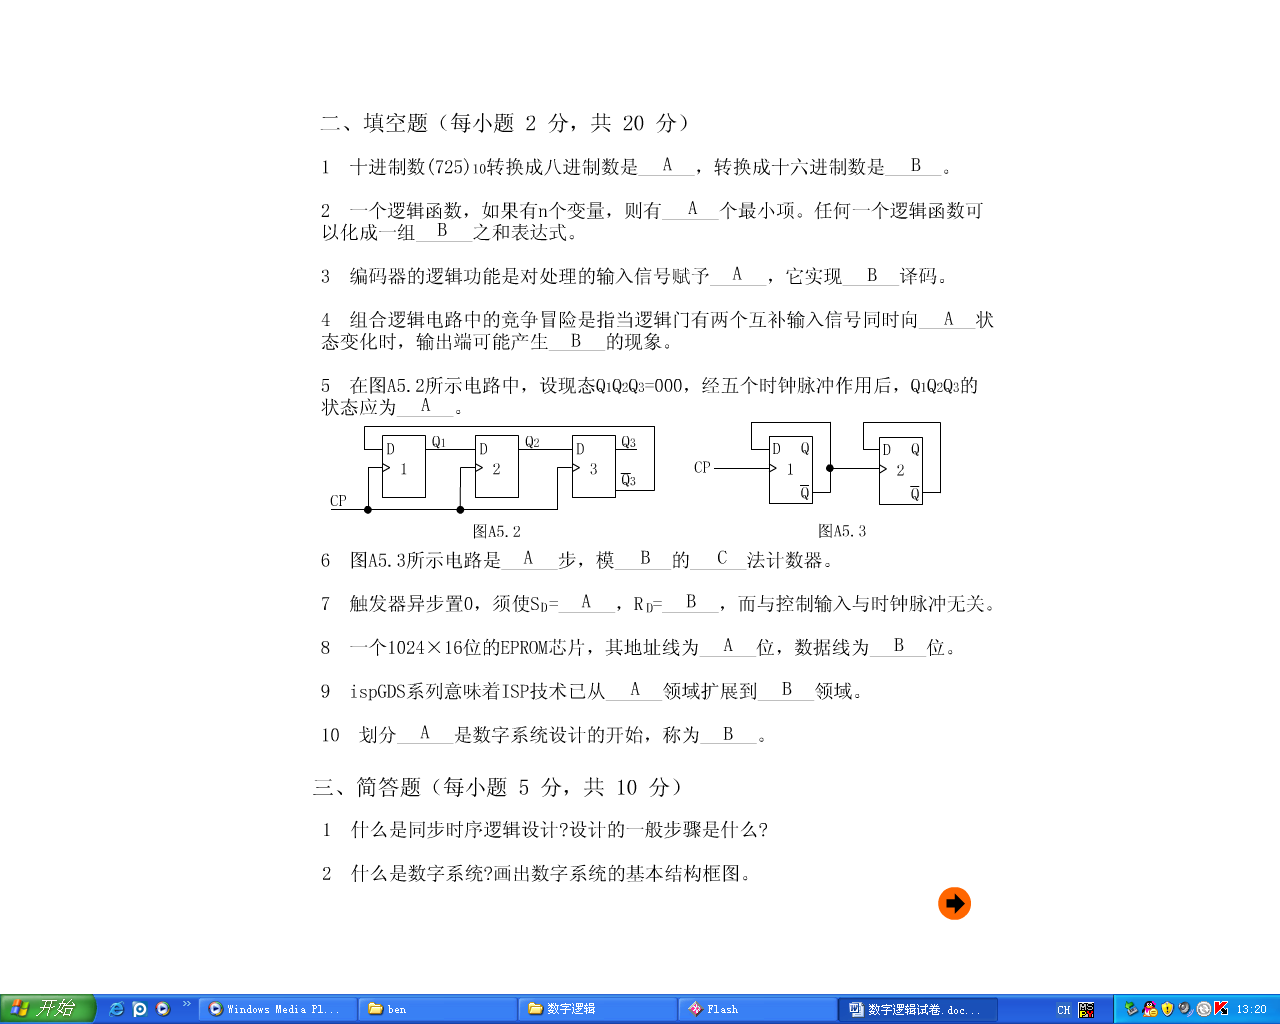 二、填空题（每小题 2 分，共 20 分）
1 十进制数(725)10转换成八进制数是 A ，转换成十六进制数是 B 。
2 一个逻辑函数，如果有n个变量，则有 A 个最小项。任何一个逻辑函数可
以化成一组 B 之和表达式。
3 编码器的逻辑功能是对处理的输入信号赋予 A ，它实现 B 译码。
4 组合逻辑电路中的竞争冒险是指当逻辑门有两个互补输入信号同时向 A 状
态变化时，输出端可能产生 B 的现象。
5 在图A5.2所示电路中，设现态Q1Q2Q3=000，经五个时钟脉冲作用后，Q1Q2Q3的
状态应为 A 。
D Q1 D Q2 D Q3
1 2 3
Q̅3
CP
图A5.2
D Q D Q
CP 1 2
Q̅ Q̅
图A5.3
6 图A5.3所示电路是 A 步，模 B 的 C 法计数器。
7 触发器异步置0，须使SD= A ，RD= B ，而与控制输入与时钟脉冲无关。
8 一个1024×16位的EPROM芯片，其地址线为 A 位，数据线为 B 位。
9 ispGDS系列意味着ISP技术已从 A 领域扩展到 B 领域。
10 划分 A 是数字系统设计的开始，称为 B 。
三、简答题（每小题 5 分，共 10 分）
1 什么是同步时序逻辑设计?设计的一般步骤是什么?
2 什么是数字系统?画出数字系统的基本结构框图。
开始 » Windows Media Pl... ben 数字逻辑 Flash 数字逻辑试卷.doc... CH 13:20